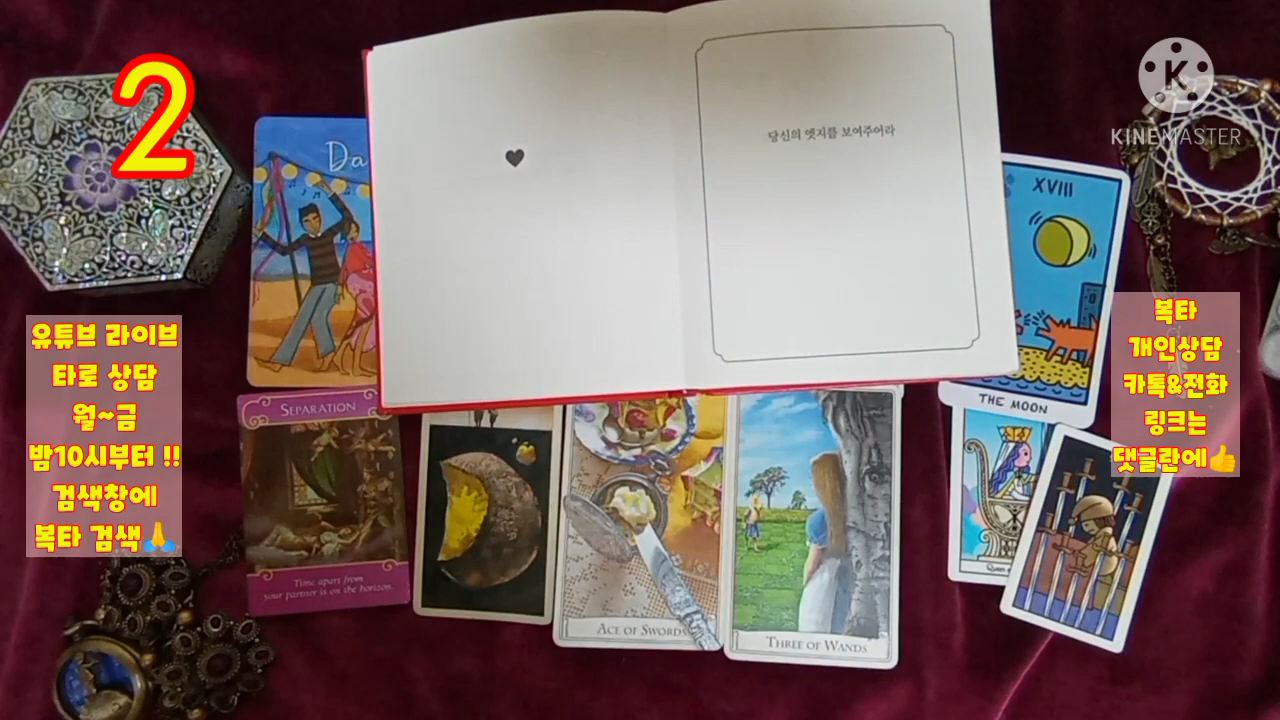 2
유튜브 라이브
타로 상담
월~금
밤10시부터 !!
검색창에
복타 검색🙏
Da
당신의 엣지를 보여주어라
KINEMASTER
XVIII
THE MOON
복타
개인상담
카톡&전화
링크는
댓글란에👍
SEPARATION
Time apart from
your partner is on the horizon.
ACE OF SWORDS
THREE OF WANDS
Queen